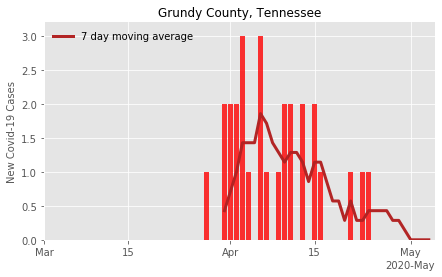 Grundy County, Tennessee
7 day moving average
New Covid-19 Cases
3.0
2.5
2.0
1.5
1.0
0.5
0.0
Mar
15
Apr
15
May
2020-May